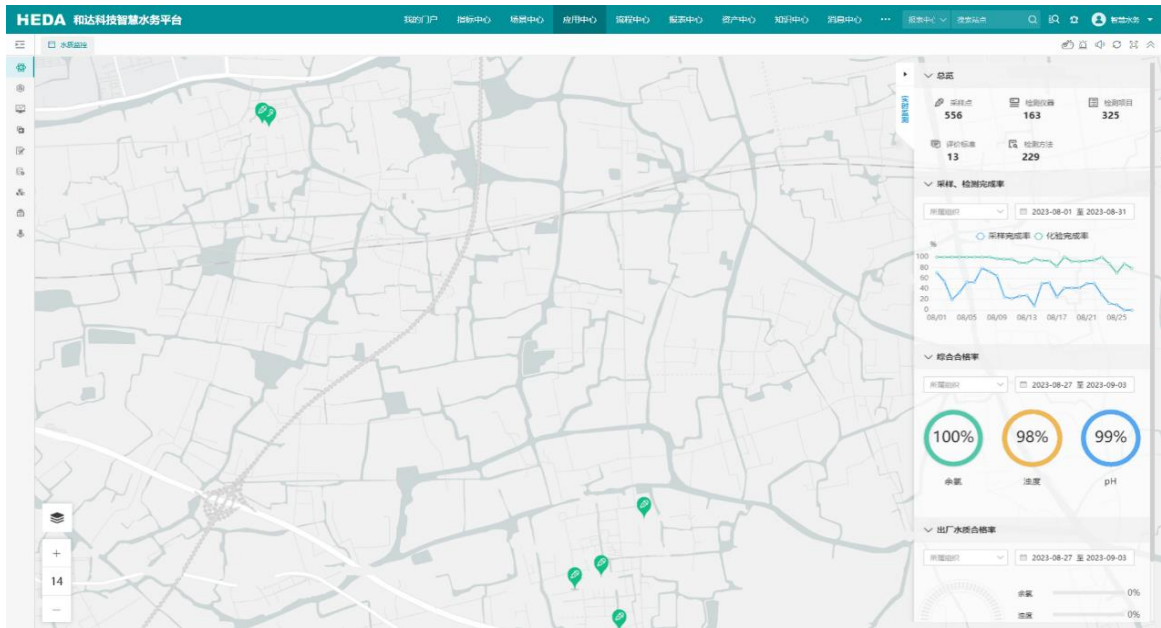 HEDA 和达科技智慧水务平台
我的门户 指标中心 场景中心 应用中心 流程中心 报表中心 资产中心 知识中心 消息中心 ··· 报表中心 搜索站点 智慧水务
水质监控
实时监测
总览
采样点 检测仪器 检测项目
556 163 325
评价标准 检测方法
13 229
采样、检测完成率
所属组织 2023-08-01 至 2023-08-31
采样完成率 化验完成率
%
100
80
60
40
20
0
08/01 08/05 08/09 08/13 08/17 08/21 08/25
综合合格率
所属组织 2023-08-27 至 2023-09-03
100% 98% 99%
余氯 浊度 pH
出厂水质合格率
所属组织 2023-08-27 至 2023-09-03
余氯 0%
浊度 0%
+
14
−